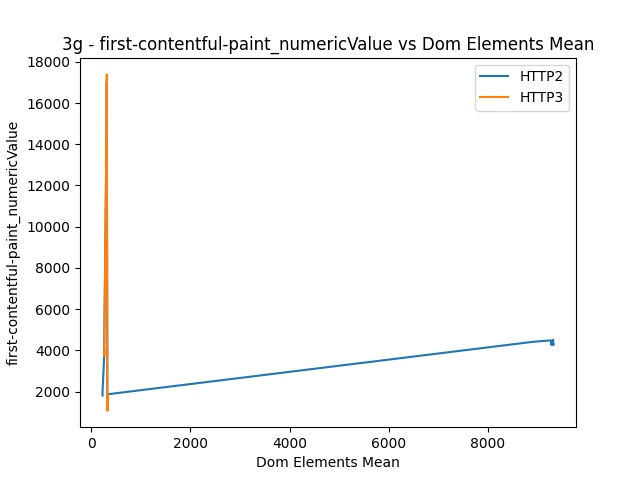 3g - first-contentful-paint_numericValue vs Dom Elements Mean
18000
16000
14000
12000
10000
8000
6000
4000
2000
first-contentful-paint_numericValue
HTTP2
HTTP3
0
2000
4000
6000
8000
Dom Elements Mean